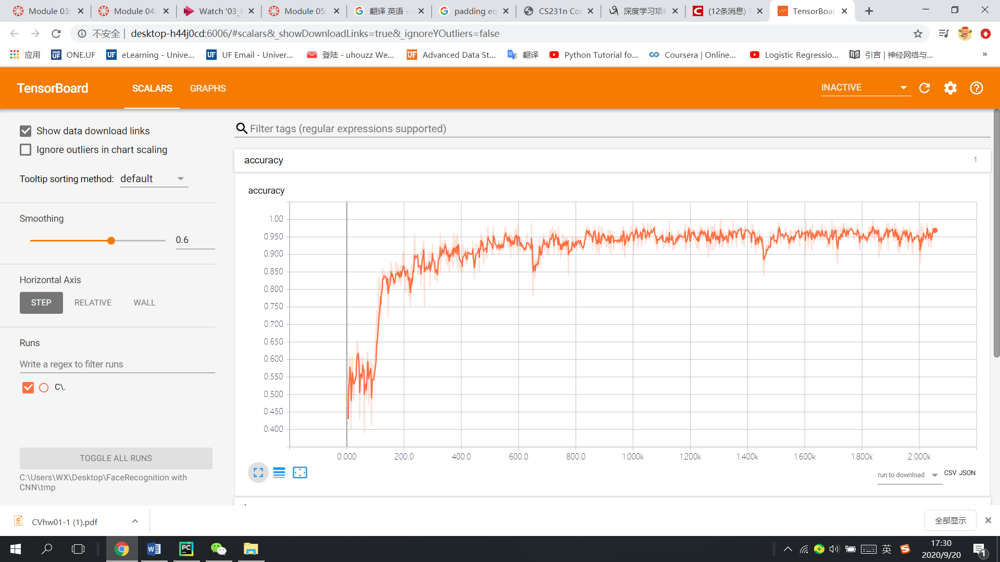 Module 03:
Module 04:
Watch '03_
Module 05:
翻译 英语 -
padding eq
CS231n Co
深度学习项
(12条消息)
TensorBoar
不安全 | desktop-h44j0cd:6006/#scalars&_showDownloadLinks=true&_ignoreYOutliers=false
应用
ONE.UF
eLearning - Unive...
UF Email - Univer...
登陆 - uhouzz We...
Advanced Data St...
翻译
Python Tutorial fo...
Coursera | Online...
Logistic Regressio...
引言 | 神经网络与...
»
TensorBoard
SCALARS
GRAPHS
INACTIVE
Show data download links
Ignore outliers in chart scaling
Tooltip sorting method: default
Smoothing
0.6
Horizontal Axis
STEP RELATIVE WALL
Runs
Write a regex to filter runs
C\.
TOGGLE ALL RUNS
C:\Users\WX\Desktop\FaceRecognition with
CNN\tmp
Filter tags (regular expressions supported)
accuracy 1
accuracy
1.00
0.950
0.900
0.850
0.800
0.750
0.700
0.650
0.600
0.550
0.500
0.450
0.400
0.000 200.0 400.0 600.0 800.0 1.000k 1.200k 1.400k 1.600k 1.800k 2.000k
run to download CSV JSON
CVhw01-1 (1).pdf
全部显示
英
17:30
2020/9/20
1